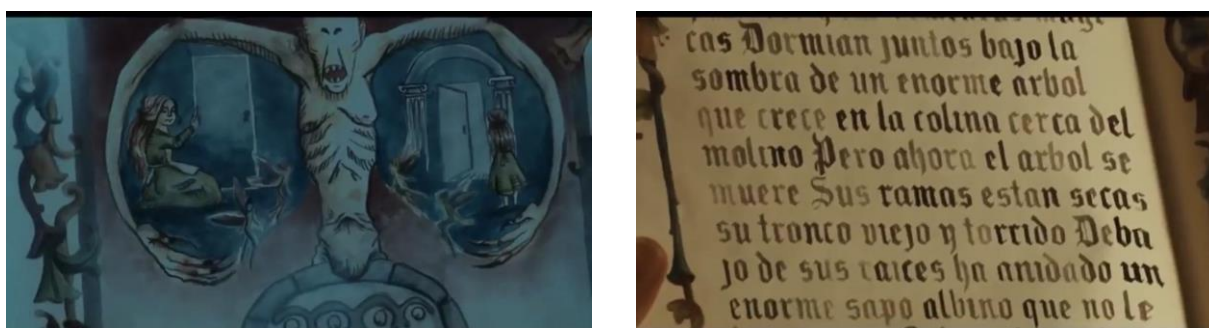 cas Dormian juntos bajo la
sombra de un enorme arbol
que crece en la colina cerca del
molino Pero ahora el arbol se
muere Sus ramas estan secas
su tronco viejo y torcido Deba
jo de sus raices ha anidado un
enorme sapo albino que no le